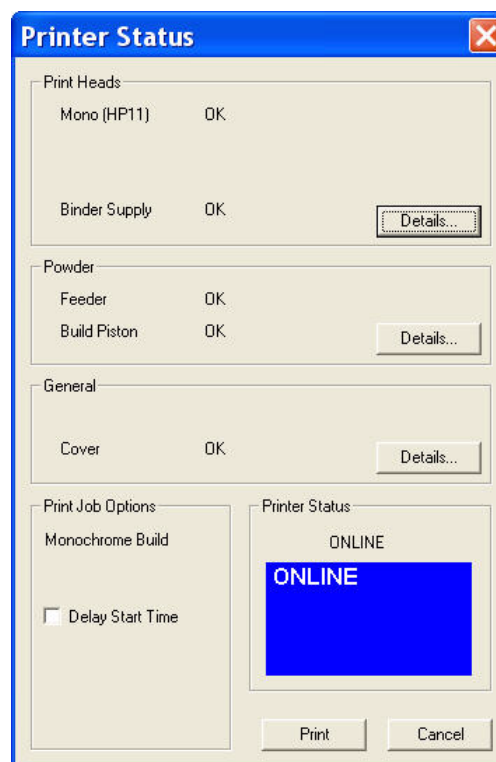 Printer Status
Print Heads
Mono (HP11) OK
Binder Supply OK
Details...
Powder
Feeder OK
Build Piston OK
Details...
General
Cover OK
Details...
Print Job Options
Monochrome Build
Delay Start Time
Printer Status
ONLINE
ONLINE
Print Cancel